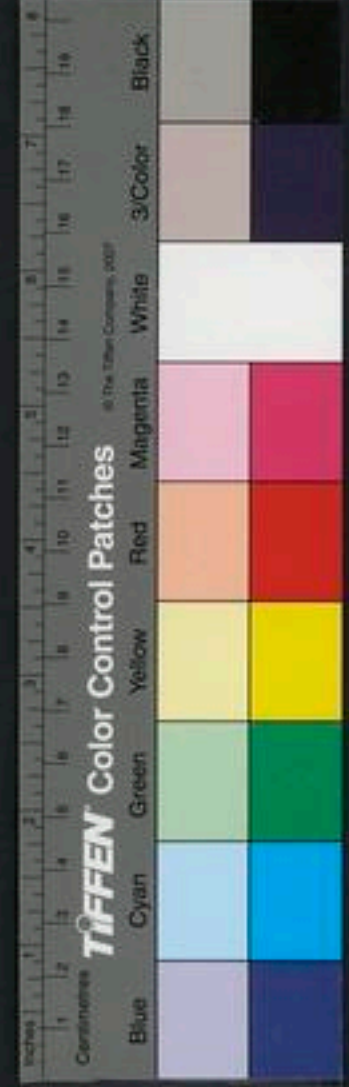 Inches 1 2 3 4 5 6 7 8
Centimetres 1 2 3 4 5 6 7 8 9 10 11 12 13 14 15 16 17 18 19
TIFFEN Color Control Patches © The Tiffen Company, 2007
Blue Cyan Green Yellow Red Magenta White 3/Color Black